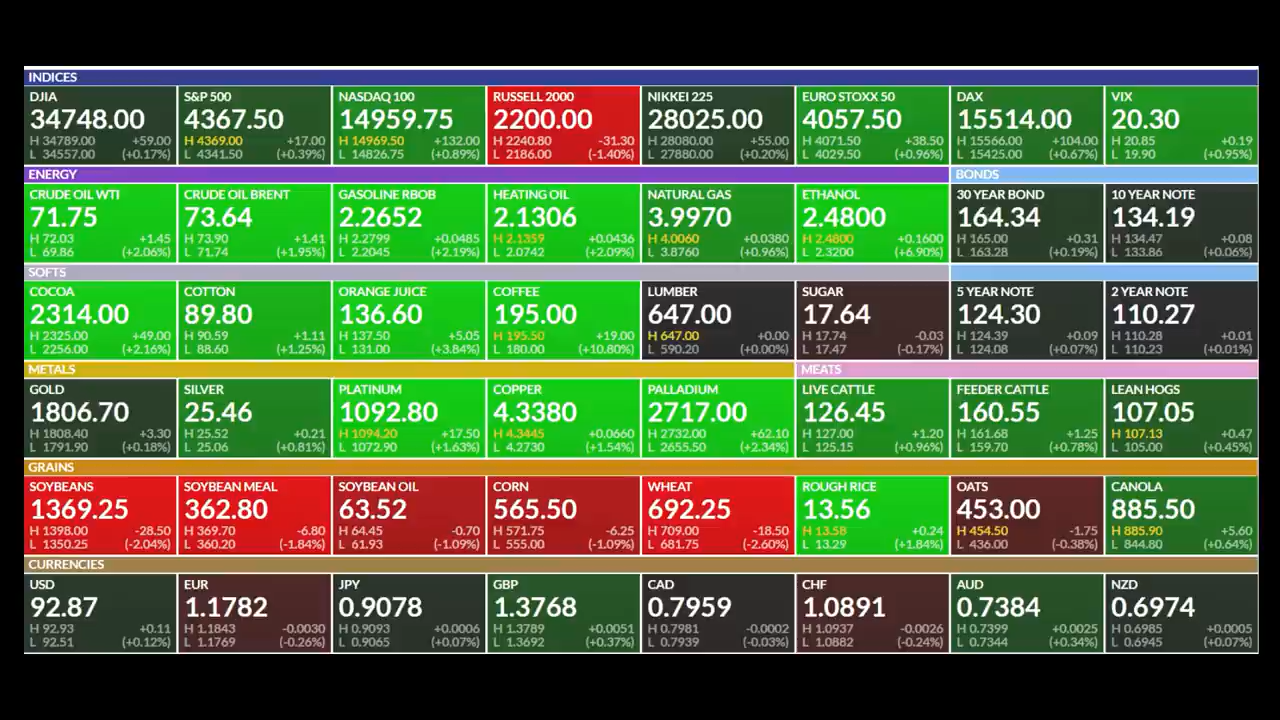 INDICES
DJIA
34748.00
H 34789.00 +59.00
L 34557.00 (+0.17%)
S&P 500
4367.50
H 4369.00 +17.00
L 4341.50 (+0.39%)
NASDAQ 100
14959.75
H 14969.50 +132.00
L 14826.75 (+0.89%)
RUSSELL 2000
2200.00
H 2240.80 -31.30
L 2186.00 (-1.40%)
NIKKEI 225
28025.00
H 28080.00 +55.00
L 27880.00 (+0.20%)
EURO STOXX 50
4057.50
H 4071.50 +38.50
L 4029.50 (+0.96%)
DAX
15514.00
H 15566.00 +104.00
L 15425.00 (+0.67%)
VIX
20.30
H 20.85 +0.19
L 19.90 (+0.95%)
ENERGY
CRUDE OIL WTI
71.75
H 72.03 +1.45
L 69.86 (+2.06%)
CRUDE OIL BRENT
73.64
H 73.90 +1.41
L 71.74 (+1.95%)
GASOLINE RBOB
2.2652
H 2.2799 +0.0485
L 2.2045 (+2.19%)
HEATING OIL
2.1306
H 2.1359 +0.0436
L 2.0742 (+2.09%)
NATURAL GAS
3.9970
H 4.0060 +0.0380
L 3.8760 (+0.96%)
ETHANOL
2.4800
H 2.4800 +0.1600
L 2.3200 (+6.90%)
BONDS
30 YEAR BOND
164.34
H 165.00 +0.31
L 163.28 (+0.19%)
10 YEAR NOTE
134.19
H 134.47 +0.08
L 133.86 (+0.06%)
SOFTS
COCOA
2314.00
H 2325.00 +49.00
L 2256.00 (+2.16%)
COTTON
89.80
H 90.59 +1.11
L 88.60 (+1.25%)
ORANGE JUICE
136.60
H 137.50 +5.05
L 131.00 (+3.84%)
COFFEE
195.00
H 195.50 +19.00
L 180.00 (+10.80%)
LUMBER
647.00
H 647.00 +0.00
L 590.20 (+0.00%)
SUGAR
17.64
H 17.74 -0.03
L 17.47 (-0.17%)
5 YEAR NOTE
124.30
H 124.39 +0.09
L 124.08 (+0.07%)
2 YEAR NOTE
110.27
H 110.28 +0.01
L 110.23 (+0.01%)
METALS
GOLD
1806.70
H 1808.40 +3.30
L 1791.90 (+0.18%)
SILVER
25.46
H 25.52 +0.21
L 25.06 (+0.81%)
PLATINUM
1092.80
H 1094.20 +17.50
L 1072.90 (+1.63%)
COPPER
4.3380
H 4.3445 +0.0660
L 4.2730 (+1.54%)
PALLADIUM
2717.00
H 2732.00 +62.10
L 2655.50 (+2.34%)
MEATS
LIVE CATTLE
126.45
H 127.00 +1.20
L 125.15 (+0.96%)
FEEDER CATTLE
160.55
H 161.68 +1.25
L 159.70 (+0.78%)
LEAN HOGS
107.05
H 107.13 +0.47
L 105.00 (+0.45%)
GRAINS
SOYBEANS
1369.25
H 1398.00 -28.50
L 1350.25 (-2.04%)
SOYBEAN MEAL
362.80
H 369.70 -6.80
L 360.20 (-1.84%)
SOYBEAN OIL
63.52
H 64.45 -0.70
L 61.93 (-1.09%)
CORN
565.50
H 571.75 -6.25
L 555.00 (-1.09%)
WHEAT
692.25
H 709.00 -18.50
L 681.75 (-2.60%)
ROUGH RICE
13.56
H 13.58 +0.24
L 13.29 (+1.84%)
OATS
453.00
H 454.50 -1.75
L 436.00 (-0.38%)
CANOLA
885.50
H 885.90 +5.60
L 844.80 (+0.64%)
CURRENCIES
USD
92.87
H 92.93 +0.11
L 92.51 (+0.12%)
EUR
1.1782
H 1.1843 -0.0030
L 1.1769 (-0.26%)
JPY
0.9078
H 0.9093 +0.0006
L 0.9065 (+0.07%)
GBP
1.3768
H 1.3789 +0.0051
L 1.3692 (+0.37%)
CAD
0.7959
H 0.7981 -0.0002
L 0.7939 (-0.03%)
CHF
1.0891
H 1.0937 -0.0026
L 1.0882 (-0.24%)
AUD
0.7384
H 0.7399 +0.0025
L 0.7344 (+0.34%)
NZD
0.6974
H 0.6985 +0.0005
L 0.6945 (+0.07%)